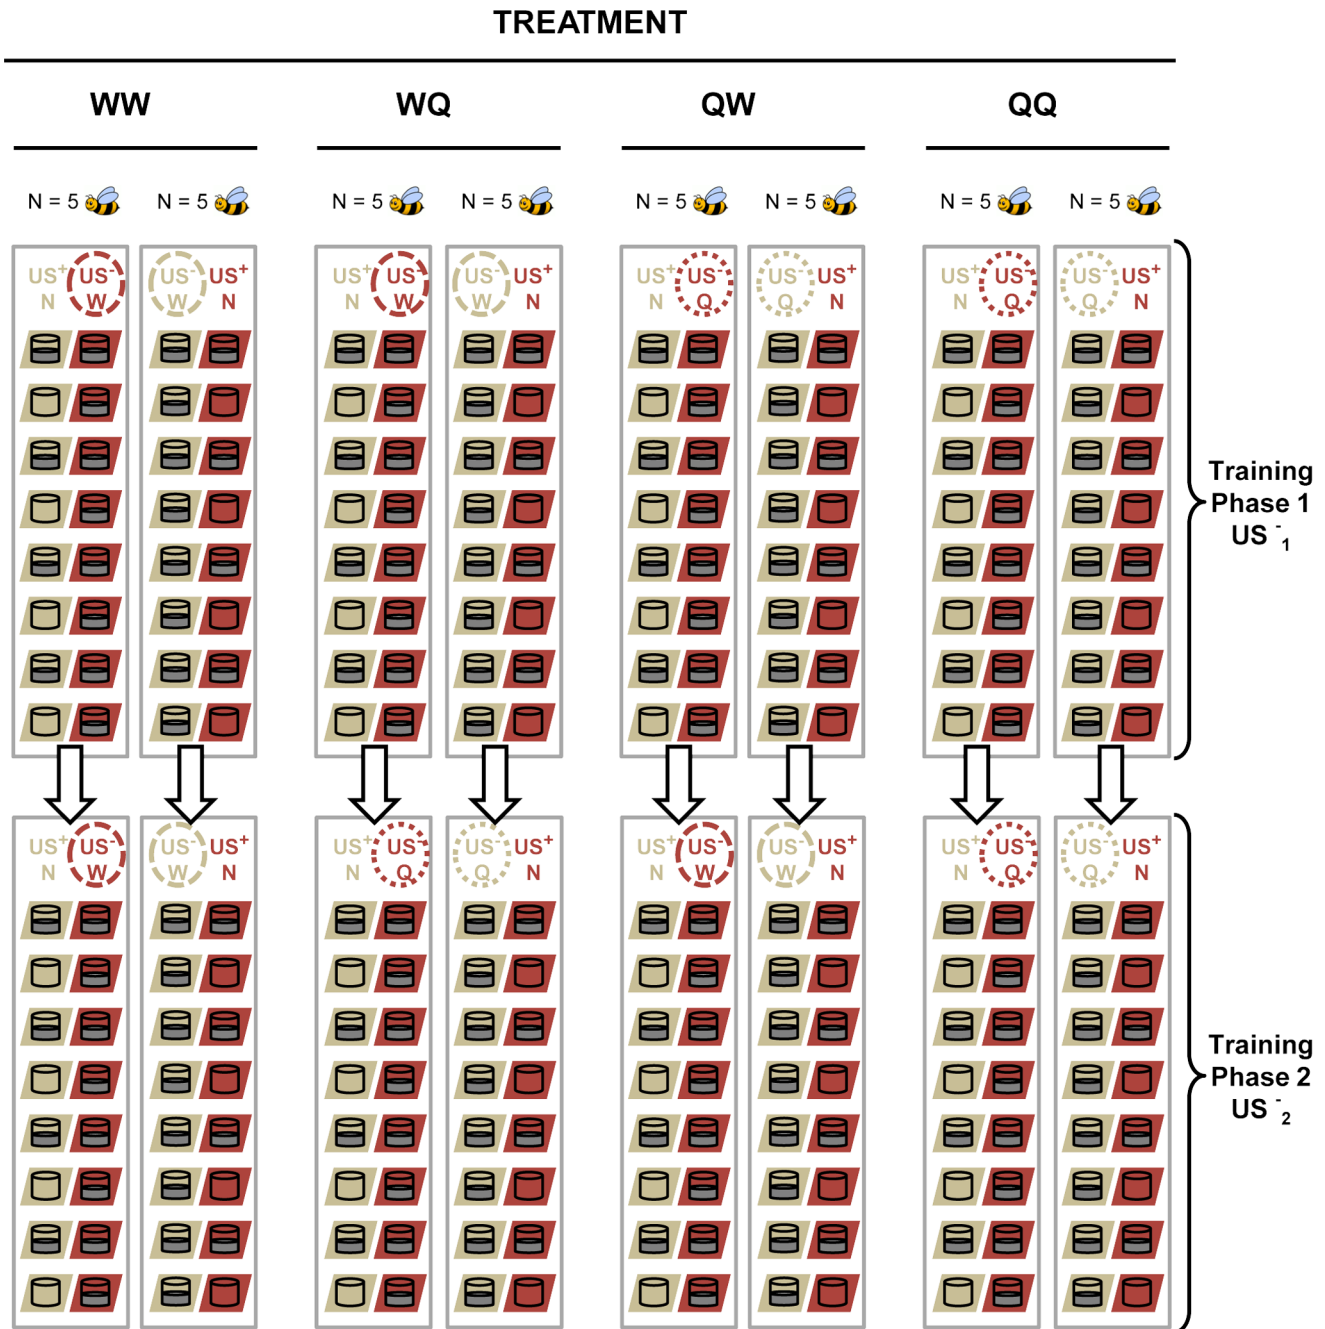 TREATMENT
WW WQ QW QQ
N = 5 N = 5 N = 5 N = 5 N = 5 N = 5 N = 5 N = 5
US+ US- US- US+ US+ US- US- US+ US+ US- US- US+ US+ US- US- US+
N W W N N W W N N Q Q N N Q Q N
Training
Phase 1
US -1
US+ US- US- US+ US+ US- US- US+ US+ US- US- US+ US+ US- US- US+
N W W N N Q Q N N W W N N Q Q N
Training
Phase 2
US -2